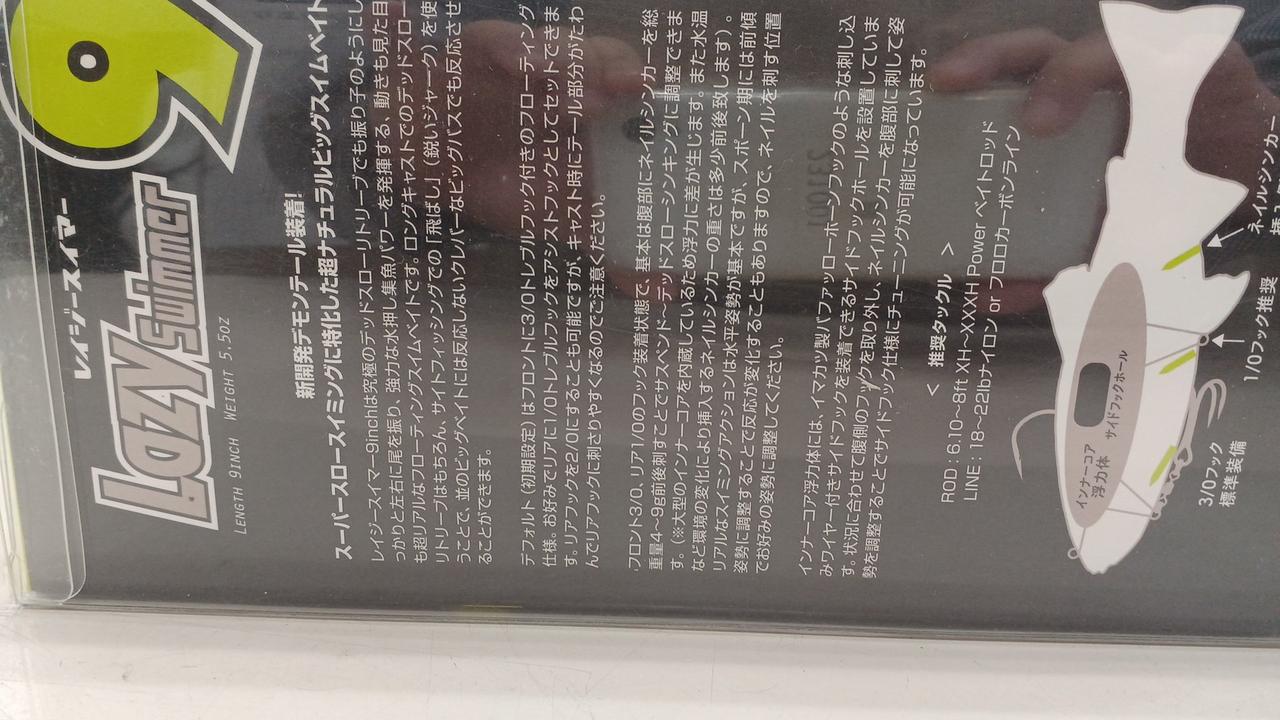 レイジースイマー
Lazy Swimmer 9
LENGTH 9INCH WEIGHT 5.5OZ
新開発デモンテール装着!
スーパースロースイミングに特化した超ナチュラルビッグスイムベイト
レイジースイマー9inchは究極のデッドスローリトリーブでも振り子のようにし
っかりと左右に尾を振り、強力な水押し集魚パワーを発揮する、動きも見た目
も超リアルなフローティングスイムベイトです。ロングキャストでのデッドスロー
リトリーブはもちろん、サイトフィッシングでの「飛ばし」(鋭いジャーク)を使
うことで、並のビッグベイトには反応しないクレバーなビッグバスでも反応させ
ることができます。
デフォルト(初期設定)はフロントに3/0トレブルフック付きのフローティング
仕様。お好みでリアに1/0トレブルフックをアシストフックとしてセットできま
す。リアフックを2/0にすることも可能ですが、キャスト時にテール部分がたわ
んでリアフックに刺さりやすくなるのでご注意ください。
フロント3/0、リア1/0のフック装着状態で、基本は腹部にネイルシンカーを総
重量4〜9g前後刺すことでサスペンド〜デッドスローシンキングに調整できま
す。(※大型のインナーコアを内蔵しているため浮力に差が生じます。また水温
など環境の変化により挿入するネイルシンカーの重さは多少前後致します)。
リアルなスイミングアクションは水平姿勢が基本ですが、スポーン期には前傾
姿勢に調整することで反応が変化することもありますので、ネイルを刺す位置
でお好みの姿勢に調整してください。
インナーコア浮力体には、イマカツ製パファッローホーンフックのような刺し込
みワイヤー付きサイドフックを装着できるサイドフックホールを設置していま
す。状況に合わせて腹側のフックを取り外し、ネイルシンカーを腹部に刺して姿
勢を調整することでサイドフック仕様にチューニングが可能になっています。
< 推奨タックル >
ROD : 6.10〜8ft XH〜XXXH Power ベイトロッド
LINE : 18〜22lbナイロン or フロロカーボンライン
インナーコア
浮力体
サイドフックホール
3/0フック
標準装備
1/0フック推奨
ネイルシンカー